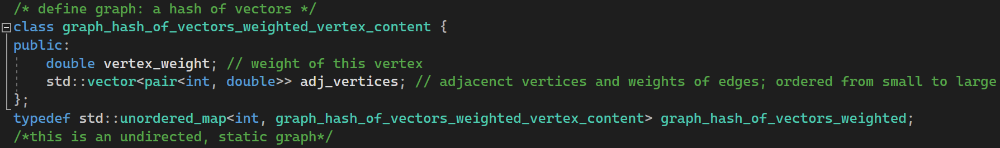 /* define graph: a hash of vectors */
class graph_hash_of_vectors_weighted_vertex_content {
public:
    double vertex_weight; // weight of this vertex
    std::vector<pair<int, double>> adj_vertices; // adjacenct vertices and weights of edges; ordered from small to large
};
typedef std::unordered_map<int, graph_hash_of_vectors_weighted_vertex_content> graph_hash_of_vectors_weighted;
/*this is an undirected, static graph*/